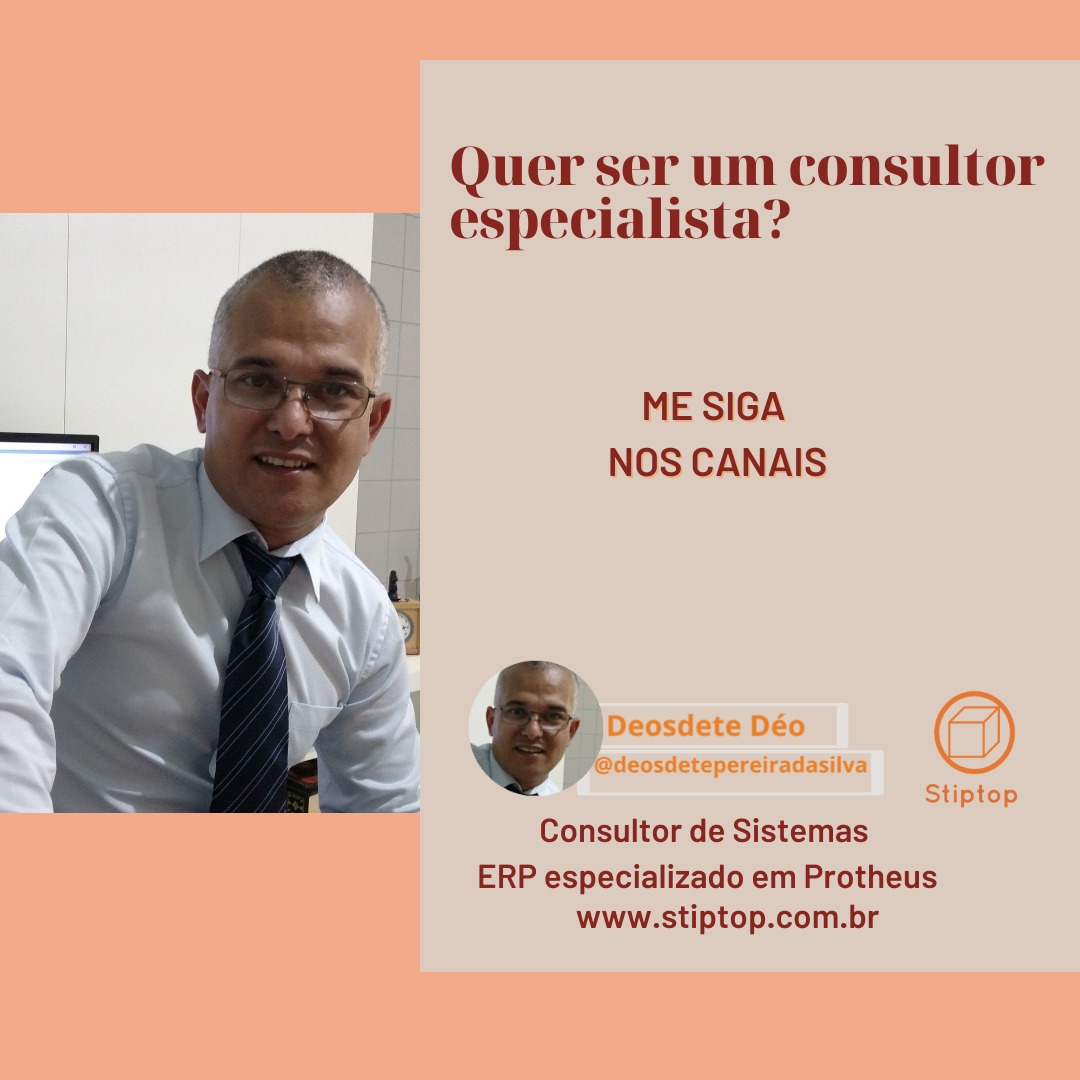 Quer ser um consultor
especialista?
ME SIGA
NOS CANAIS
Deosdete Déo
@deosdetepereiradasilva
Stiptop
Consultor de Sistemas
ERP especializado em Protheus
www.stiptop.com.br